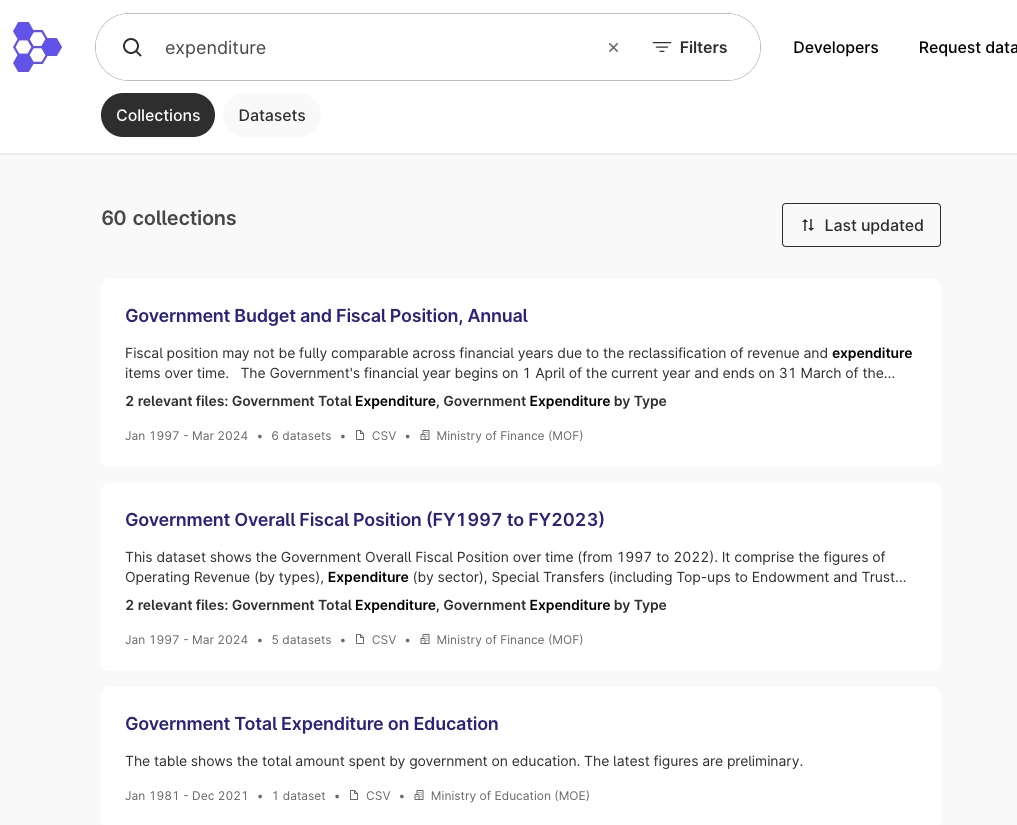 expenditure
Filters
Developers
Request data
Collections
Datasets
60 collections
Last updated
Government Budget and Fiscal Position, Annual
Fiscal position may not be fully comparable across financial years due to the reclassification of revenue and expenditure
items over time. The Government's financial year begins on 1 April of the current year and ends on 31 March of the...
2 relevant files: Government Total Expenditure, Government Expenditure by Type
Jan 1997 - Mar 2024 • 6 datasets • CSV • Ministry of Finance (MOF)
Government Overall Fiscal Position (FY1997 to FY2023)
This dataset shows the Government Overall Fiscal Position over time (from 1997 to 2022). It comprise the figures of
Operating Revenue (by types), Expenditure (by sector), Special Transfers (including Top-ups to Endowment and Trust...
2 relevant files: Government Total Expenditure, Government Expenditure by Type
Jan 1997 - Mar 2024 • 5 datasets • CSV • Ministry of Finance (MOF)
Government Total Expenditure on Education
The table shows the total amount spent by government on education. The latest figures are preliminary.
Jan 1981 - Dec 2021 • 1 dataset • CSV • Ministry of Education (MOE)